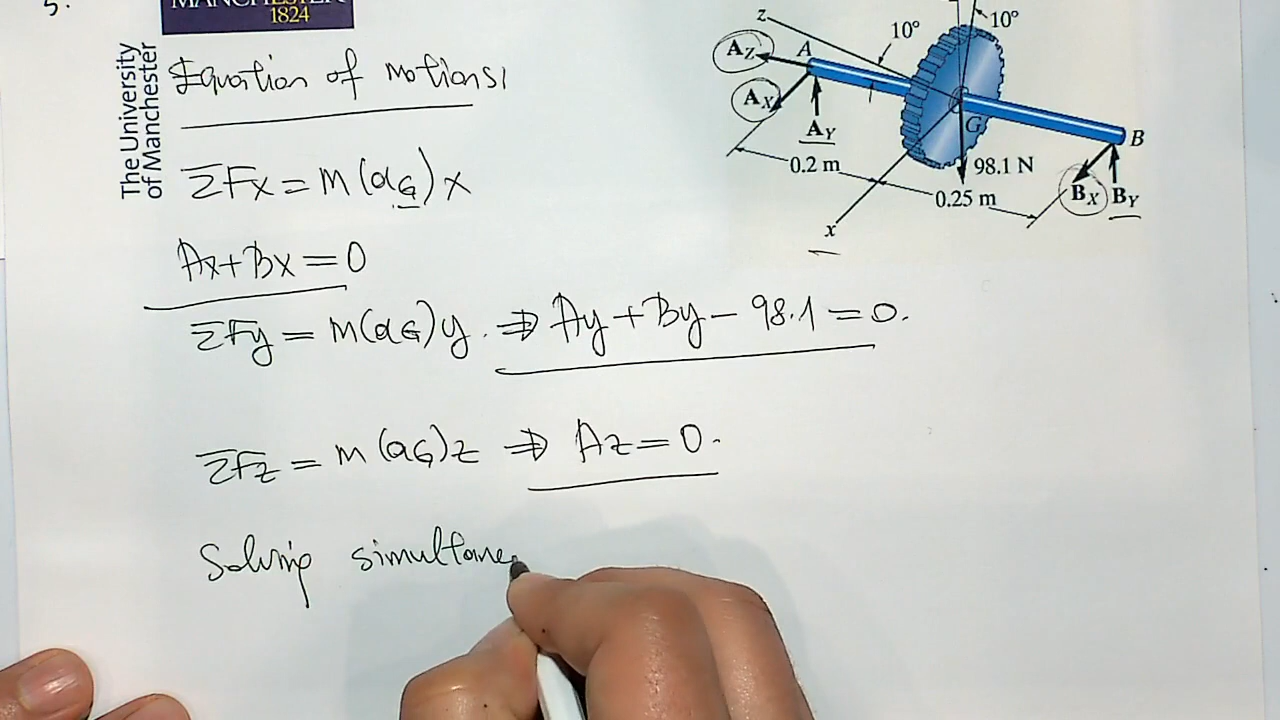 5.
MANCHESTER
1824
The University
of Manchester
Equation of motions,
ΣFx = m(aG)x
Ax + Bx = 0
ΣFy = m(aG)y. ⇒ Ay + By - 98.1 = 0.
ΣFz = m(aG)z ⇒ Az = 0.
Solving simultane
z
10°
10°
AZ
A
AX
AY
G
B
0.2 m
98.1 N
0.25 m
BX
BY
x